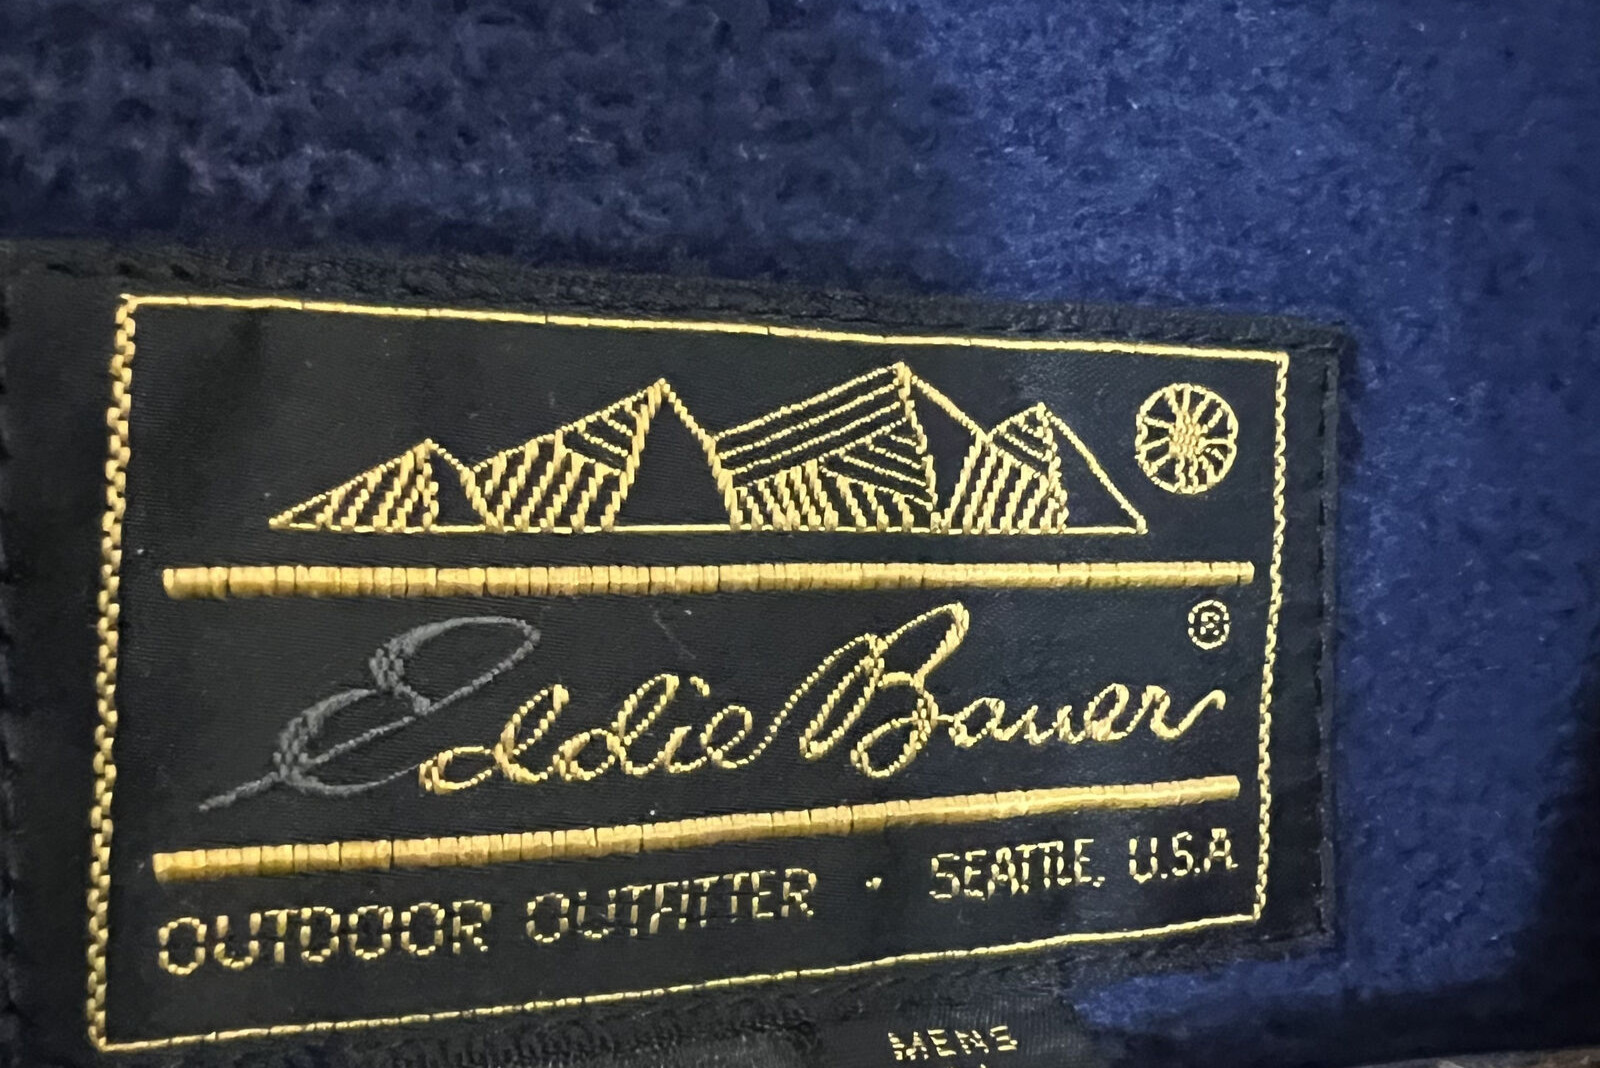 Eddie Bauer ®
OUTDOOR OUTFITTER · SEATTLE, U.S.A
MENS